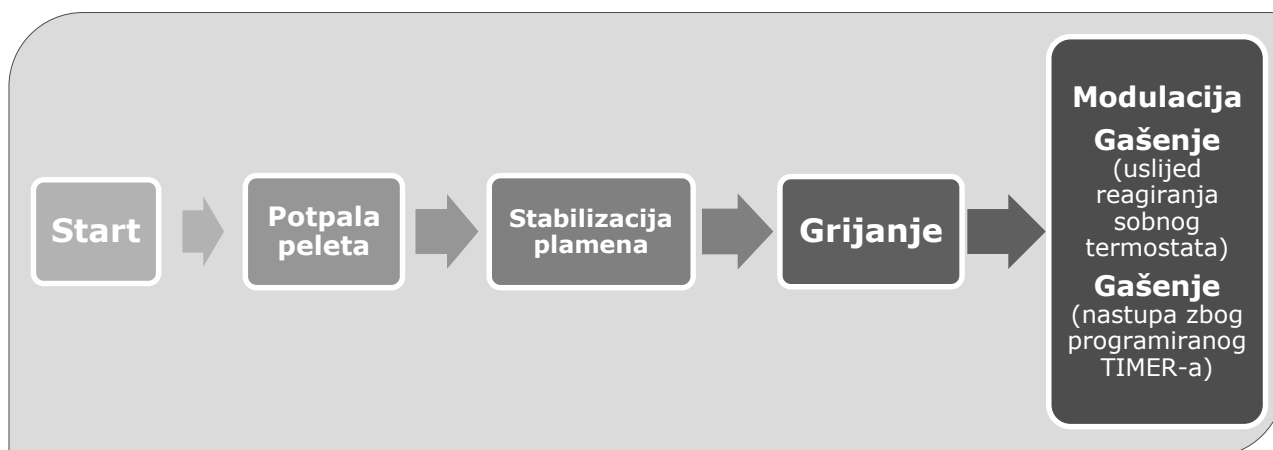 Start
Potpala
peleta
Stabilizacija
plamena
Grijanje
Modulacija
Gašenje
(uslijed
reagiranja
sobnog
termostata)
Gašenje
(nastupa zbog
programiranog
TIMER-a)